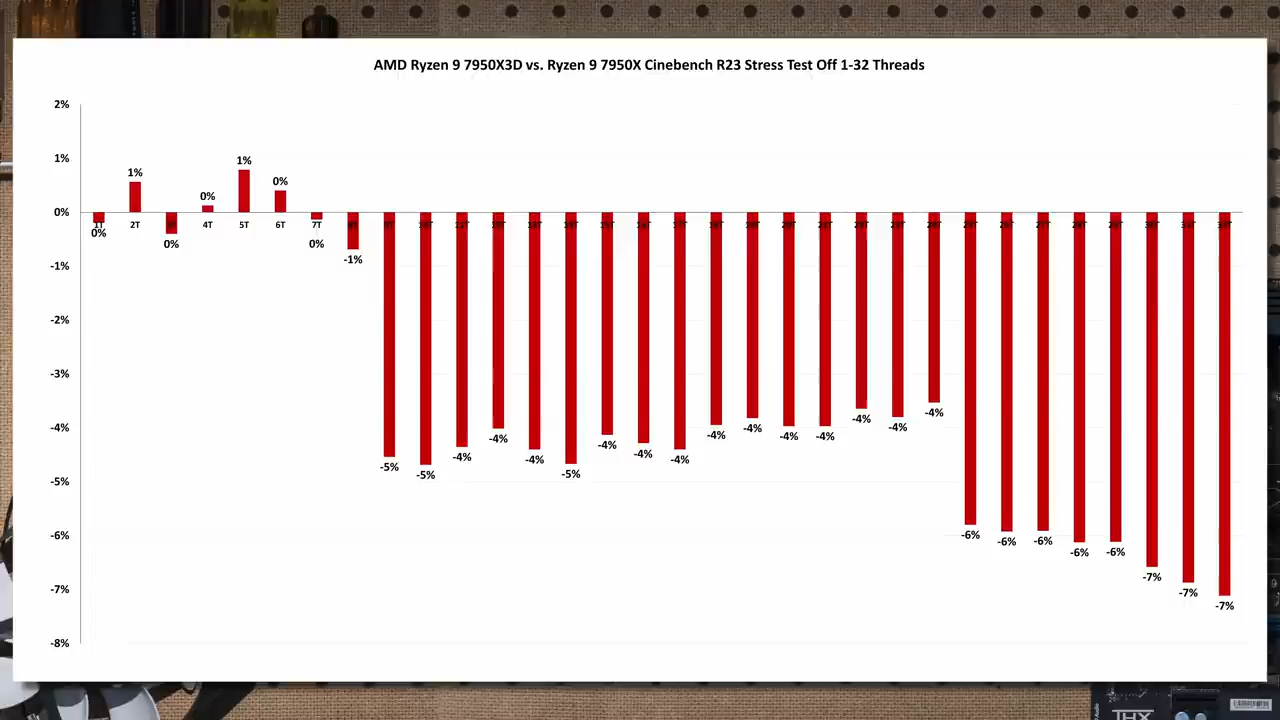 AMD Ryzen 9 7950X3D vs. Ryzen 9 7950X Cinebench R23 Stress Test Off 1-32 Threads
2%
1%
0%
-1%
-2%
-3%
-4%
-5%
-6%
-7%
-8%
1T 2T 4T 5T 6T 7T
0% 1% 0% 0% 1% 0% 0% -1% -5% -5% -4% -4% -4% -5% -4% -4% -4% -4% -4% -4% -4% -4% -4% -4% -6% -6% -6% -6% -6% -7% -7% -7%
THX